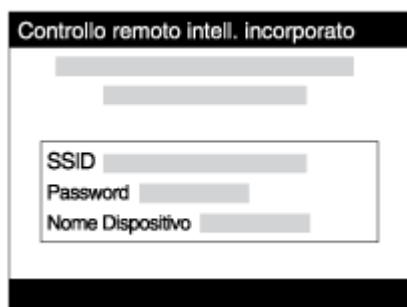 Controllo remoto intell. incorporato
SSID
Password
Nome Dispositivo